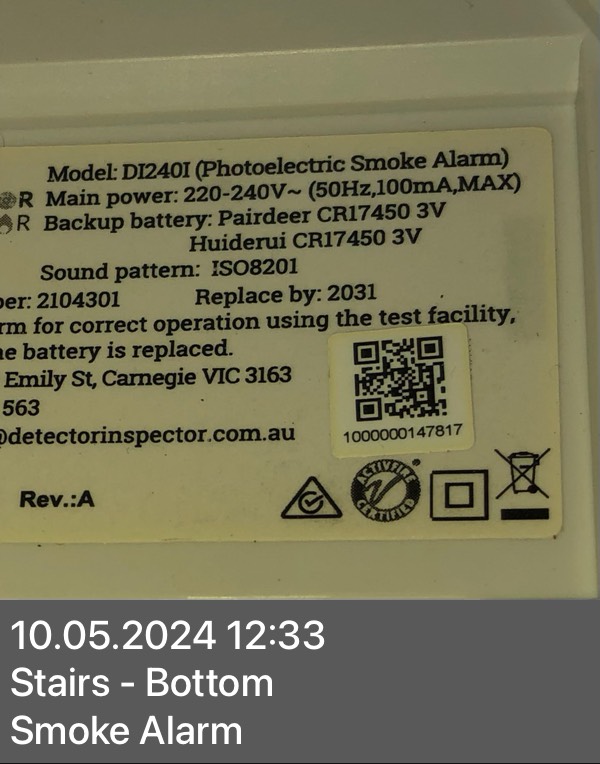 Model: DI240I (Photoelectric Smoke Alarm)
R Main power: 220-240V~ (50Hz,100mA,MAX)
R Backup battery: Pairdeer CR17450 3V
Huiderui CR17450 3V
Sound pattern: ISO8201
ber: 2104301 Replace by: 2031
rm for correct operation using the test facility,
he battery is replaced.
Emily St, Carnegie VIC 3163
563
@detectorinspector.com.au
1000000147817
Rev.:A
ACTIVFIRE CERTIFIED
10.05.2024 12:33
Stairs - Bottom
Smoke Alarm